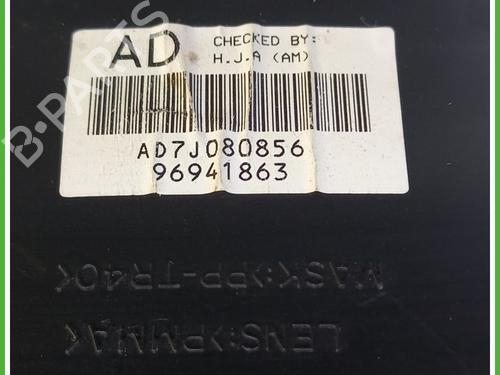 AD
CHECKED BY:
H.J.A (AM)
AD7J080856
96941863
MASK:>PP-TR40<
LENS:>PMMA<
B-PARTS